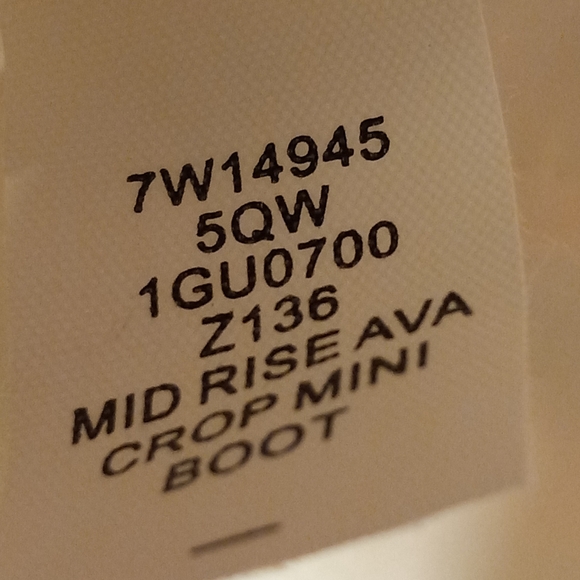 7W14945
5QW
1GU0700
Z136
MID RISE AVA
CROP MINI
BOOT